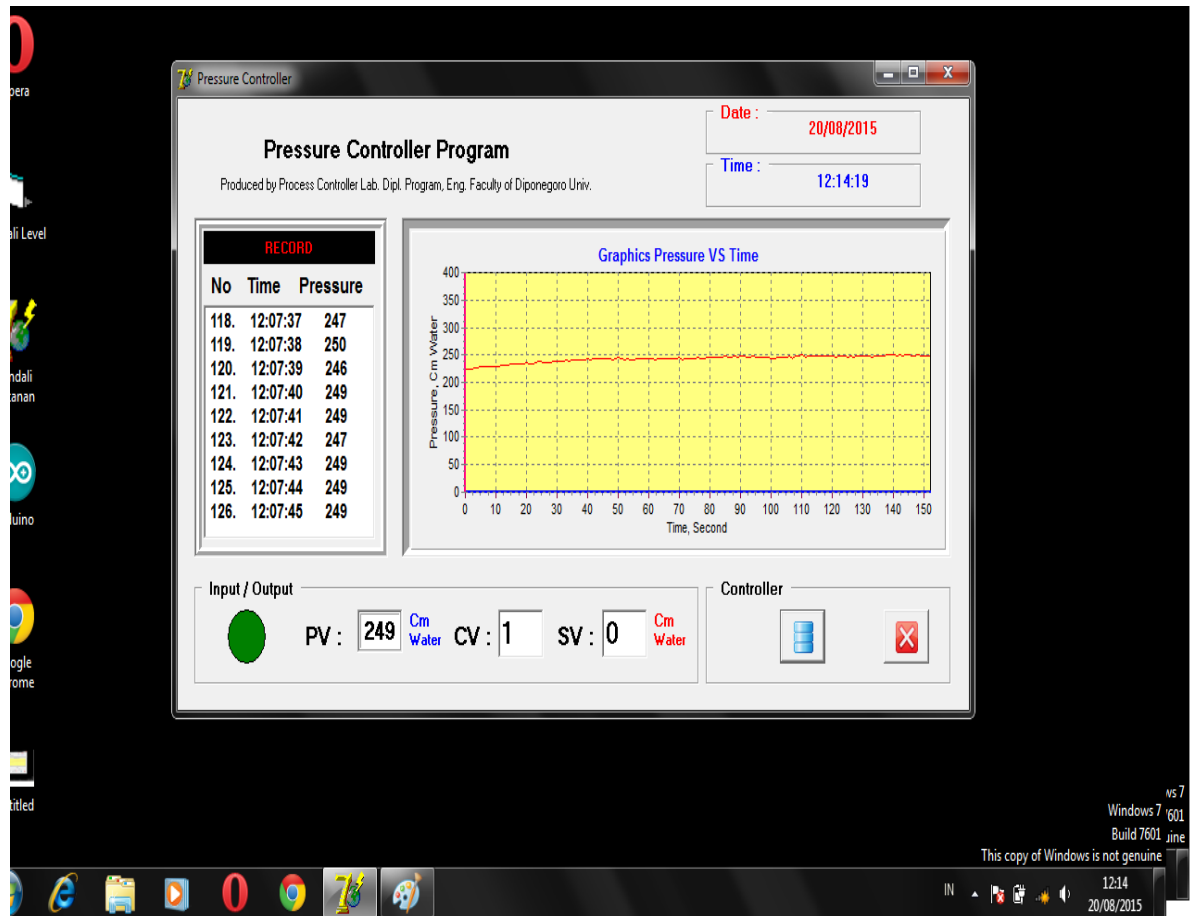 Pressure Controller
Pressure Controller Program
Produced by Process Controller Lab. Dipl. Program, Eng. Faculty of Diponegoro Univ.
Date :
20/08/2015
Time :
12:14:19
RECORD
No Time Pressure
118. 12:07:37 247
119. 12:07:38 250
120. 12:07:39 246
121. 12:07:40 249
122. 12:07:41 249
123. 12:07:42 247
124. 12:07:43 249
125. 12:07:44 249
126. 12:07:45 249
Graphics Pressure VS Time
Pressure, Cm Water
400
350
300
250
200
150
100
50
0
0 10 20 30 40 50 60 70 80 90 100 110 120 130 140 150
Time, Second
Input / Output
PV : 249 Cm Water CV : 1 SV : 0 Cm Water
Controller
pera
ali Level
ndali
anan
luino
ogle
rome
titled
ws 7
Windows 7
7601
Build 7601
uine
This copy of Windows is not genuine
IN
12:14
20/08/2015